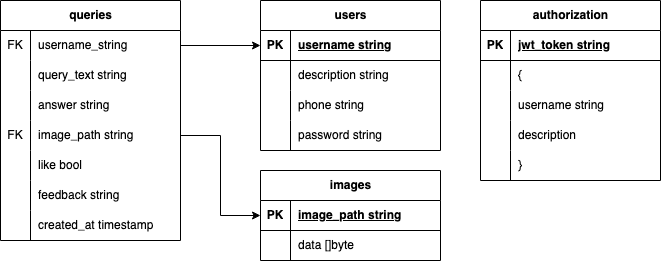 queries
FK username_string
query_text string
answer string
FK image_path string
like bool
feedback string
created_at timestamp
users
PK username string
description string
phone string
password string
images
PK image_path string
data []byte
authorization
PK jwt_token string
{
username string
description
}